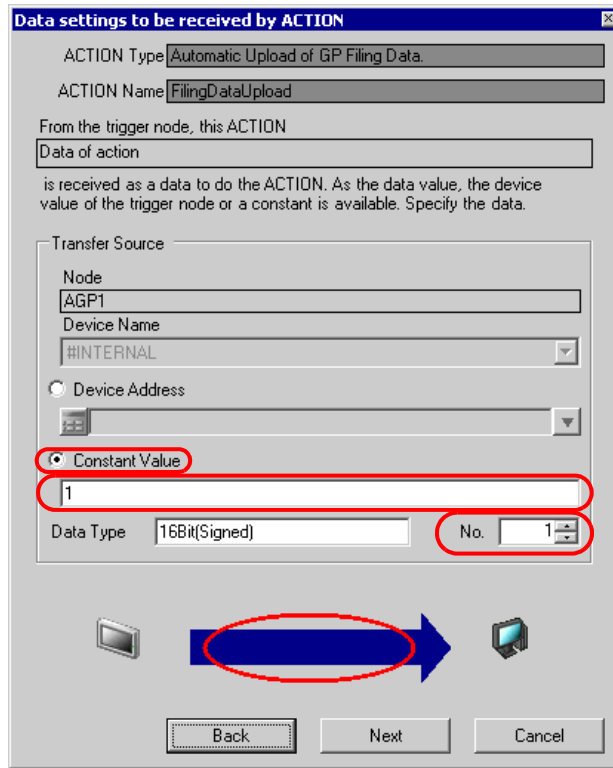 Data settings to be received by ACTION
ACTION Type Automatic Upload of GP Filing Data.
ACTION Name FilingDataUpload
From the trigger node, this ACTION
Data of action
is received as a data to do the ACTION. As the data value, the device
value of the trigger node or a constant is available. Specify the data.
Transfer Source
Node
AGP1
Device Name
#INTERNAL
Device Address
Constant Value
1
Data Type 16Bit(Signed) No. 1
Back Next Cancel